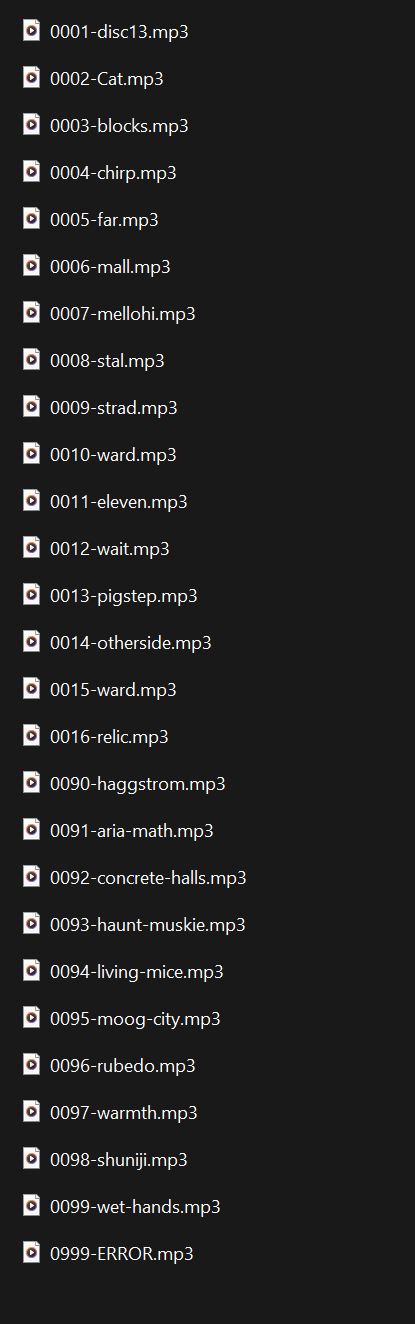 0001-disc13.mp3
0002-Cat.mp3
0003-blocks.mp3
0004-chirp.mp3
0005-far.mp3
0006-mall.mp3
0007-mellohi.mp3
0008-stal.mp3
0009-strad.mp3
0010-ward.mp3
0011-eleven.mp3
0012-wait.mp3
0013-pigstep.mp3
0014-otherside.mp3
0015-ward.mp3
0016-relic.mp3
0090-haggstrom.mp3
0091-aria-math.mp3
0092-concrete-halls.mp3
0093-haunt-muskie.mp3
0094-living-mice.mp3
0095-moog-city.mp3
0096-rubedo.mp3
0097-warmth.mp3
0098-shuniji.mp3
0099-wet-hands.mp3
0999-ERROR.mp3